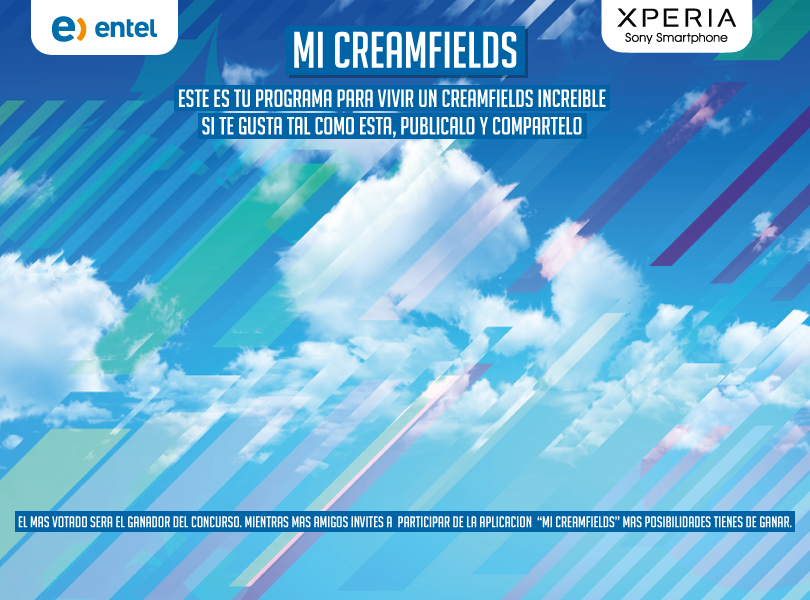 entel
XPERIA
Sony Smartphone
MI CREAMFIELDS
ESTE ES TU PROGRAMA PARA VIVIR UN CREAMFIELDS INCREIBLE
SI TE GUSTA TAL COMO ESTA, PUBLICALO Y COMPARTELO
EL MAS VOTADO SERA EL GANADOR DEL CONCURSO. MIENTRAS MAS AMIGOS INVITES A PARTICIPAR DE LA APLICACION "MI CREAMFIELDS" MAS POSIBILIDADES TIENES DE GANAR.